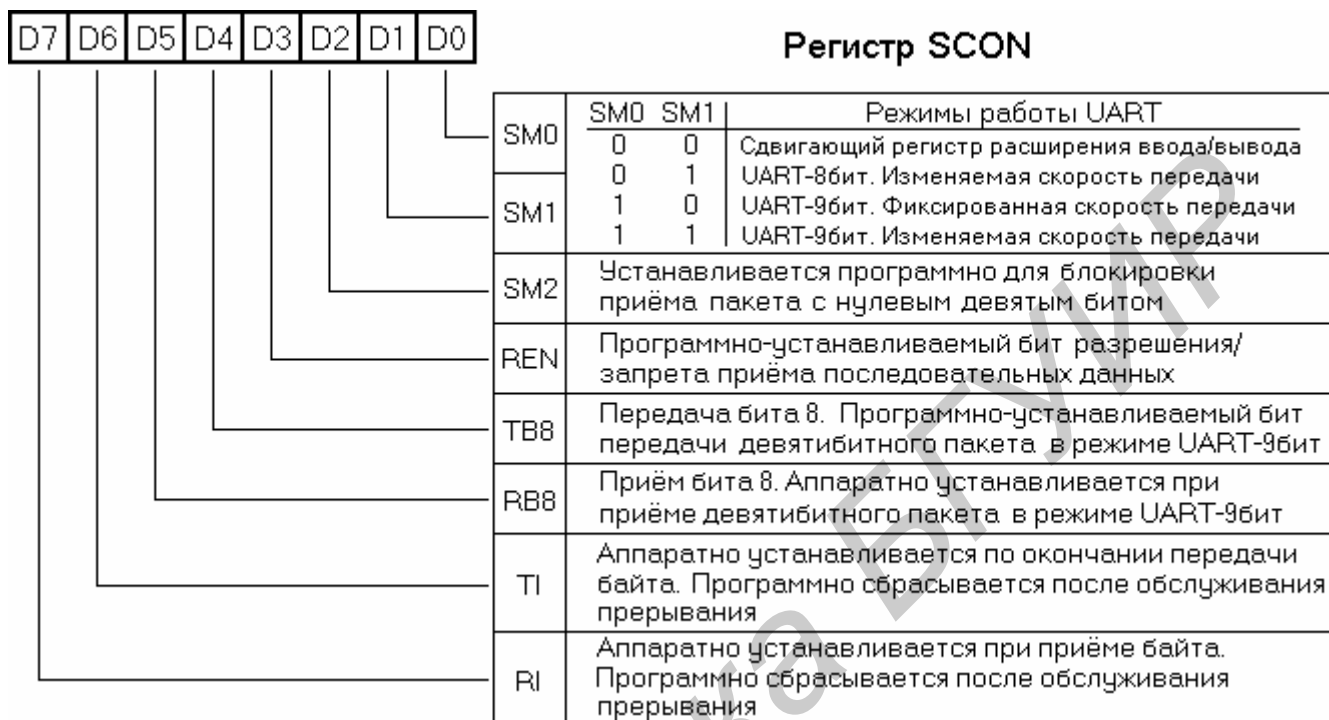 D7 D6 D5 D4 D3 D2 D1 D0
Регистр SCON
SM0
SM0 SM1 Режимы работы UART
0 0 Сдвигающий регистр расширения ввода/вывода
0 1 UART-8бит. Изменяемая скорость передачи
SM1
1 0 UART-9бит. Фиксированная скорость передачи
1 1 UART-9бит. Изменяемая скорость передачи
SM2
Устанавливается программно для блокировки
приёма пакета с нулевым девятым битом
REN
Программно-устанавливаемый бит разрешения/
запрета приёма последовательных данных
TB8
Передача бита 8. Программно-устанавливаемый бит
передачи девятибитного пакета в режиме UART-9бит
RB8
Приём бита 8. Аппаратно устанавливается при
приёме девятибитного пакета в режиме UART-9бит
TI
Аппаратно устанавливается по окончании передачи
байта. Программно сбрасывается после обслуживания
прерывания
RI
Аппаратно устанавливается при приёме байта.
Программно сбрасывается после обслуживания
прерывания
БГУИР